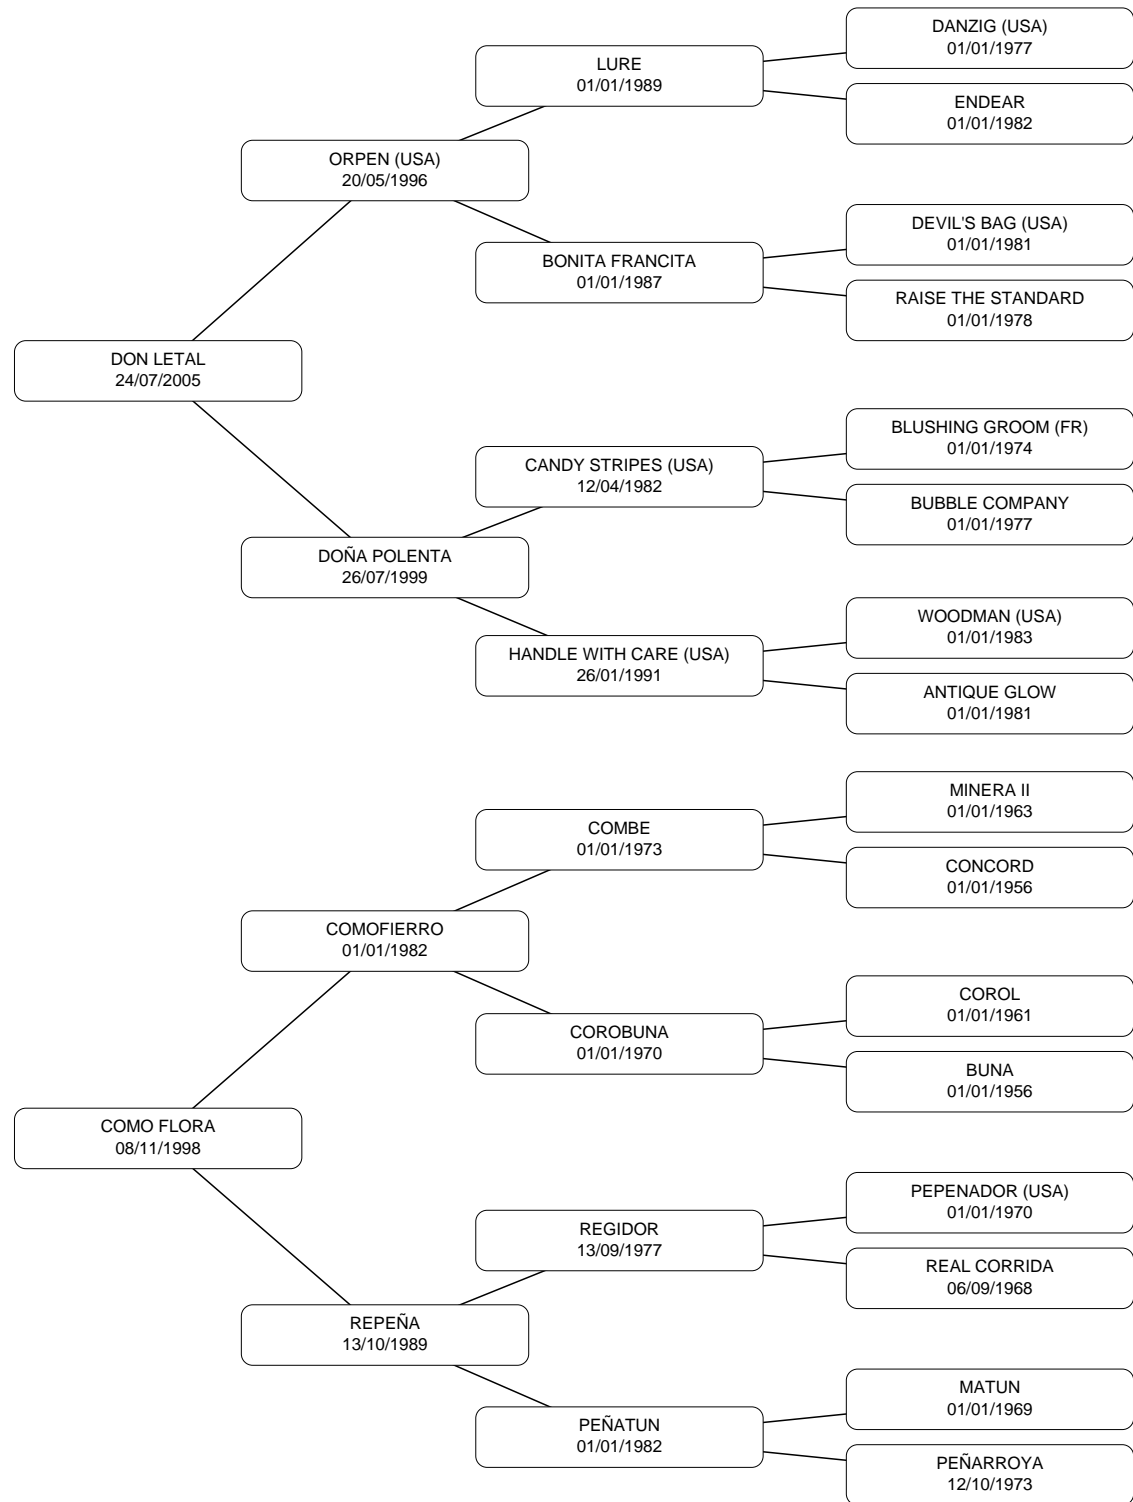 DANZIG (USA)
01/01/1977
LURE
01/01/1989
ENDEAR
01/01/1982
ORPEN (USA)
20/05/1996
DEVIL'S BAG (USA)
01/01/1981
BONITA FRANCITA
01/01/1987
RAISE THE STANDARD
01/01/1978
DON LETAL
24/07/2005
BLUSHING GROOM (FR)
01/01/1974
CANDY STRIPES (USA)
12/04/1982
BUBBLE COMPANY
01/01/1977
DOÑA POLENTA
26/07/1999
WOODMAN (USA)
01/01/1983
HANDLE WITH CARE (USA)
26/01/1991
ANTIQUE GLOW
01/01/1981
MINERA II
01/01/1963
COMBE
01/01/1973
CONCORD
01/01/1956
COMOFIERRO
01/01/1982
COROL
01/01/1961
COROBUNA
01/01/1970
BUNA
01/01/1956
COMO FLORA
08/11/1998
PEPENADOR (USA)
01/01/1970
REGIDOR
13/09/1977
REAL CORRIDA
06/09/1968
REPEÑA
13/10/1989
MATUN
01/01/1969
PEÑATUN
01/01/1982
PEÑARROYA
12/10/1973